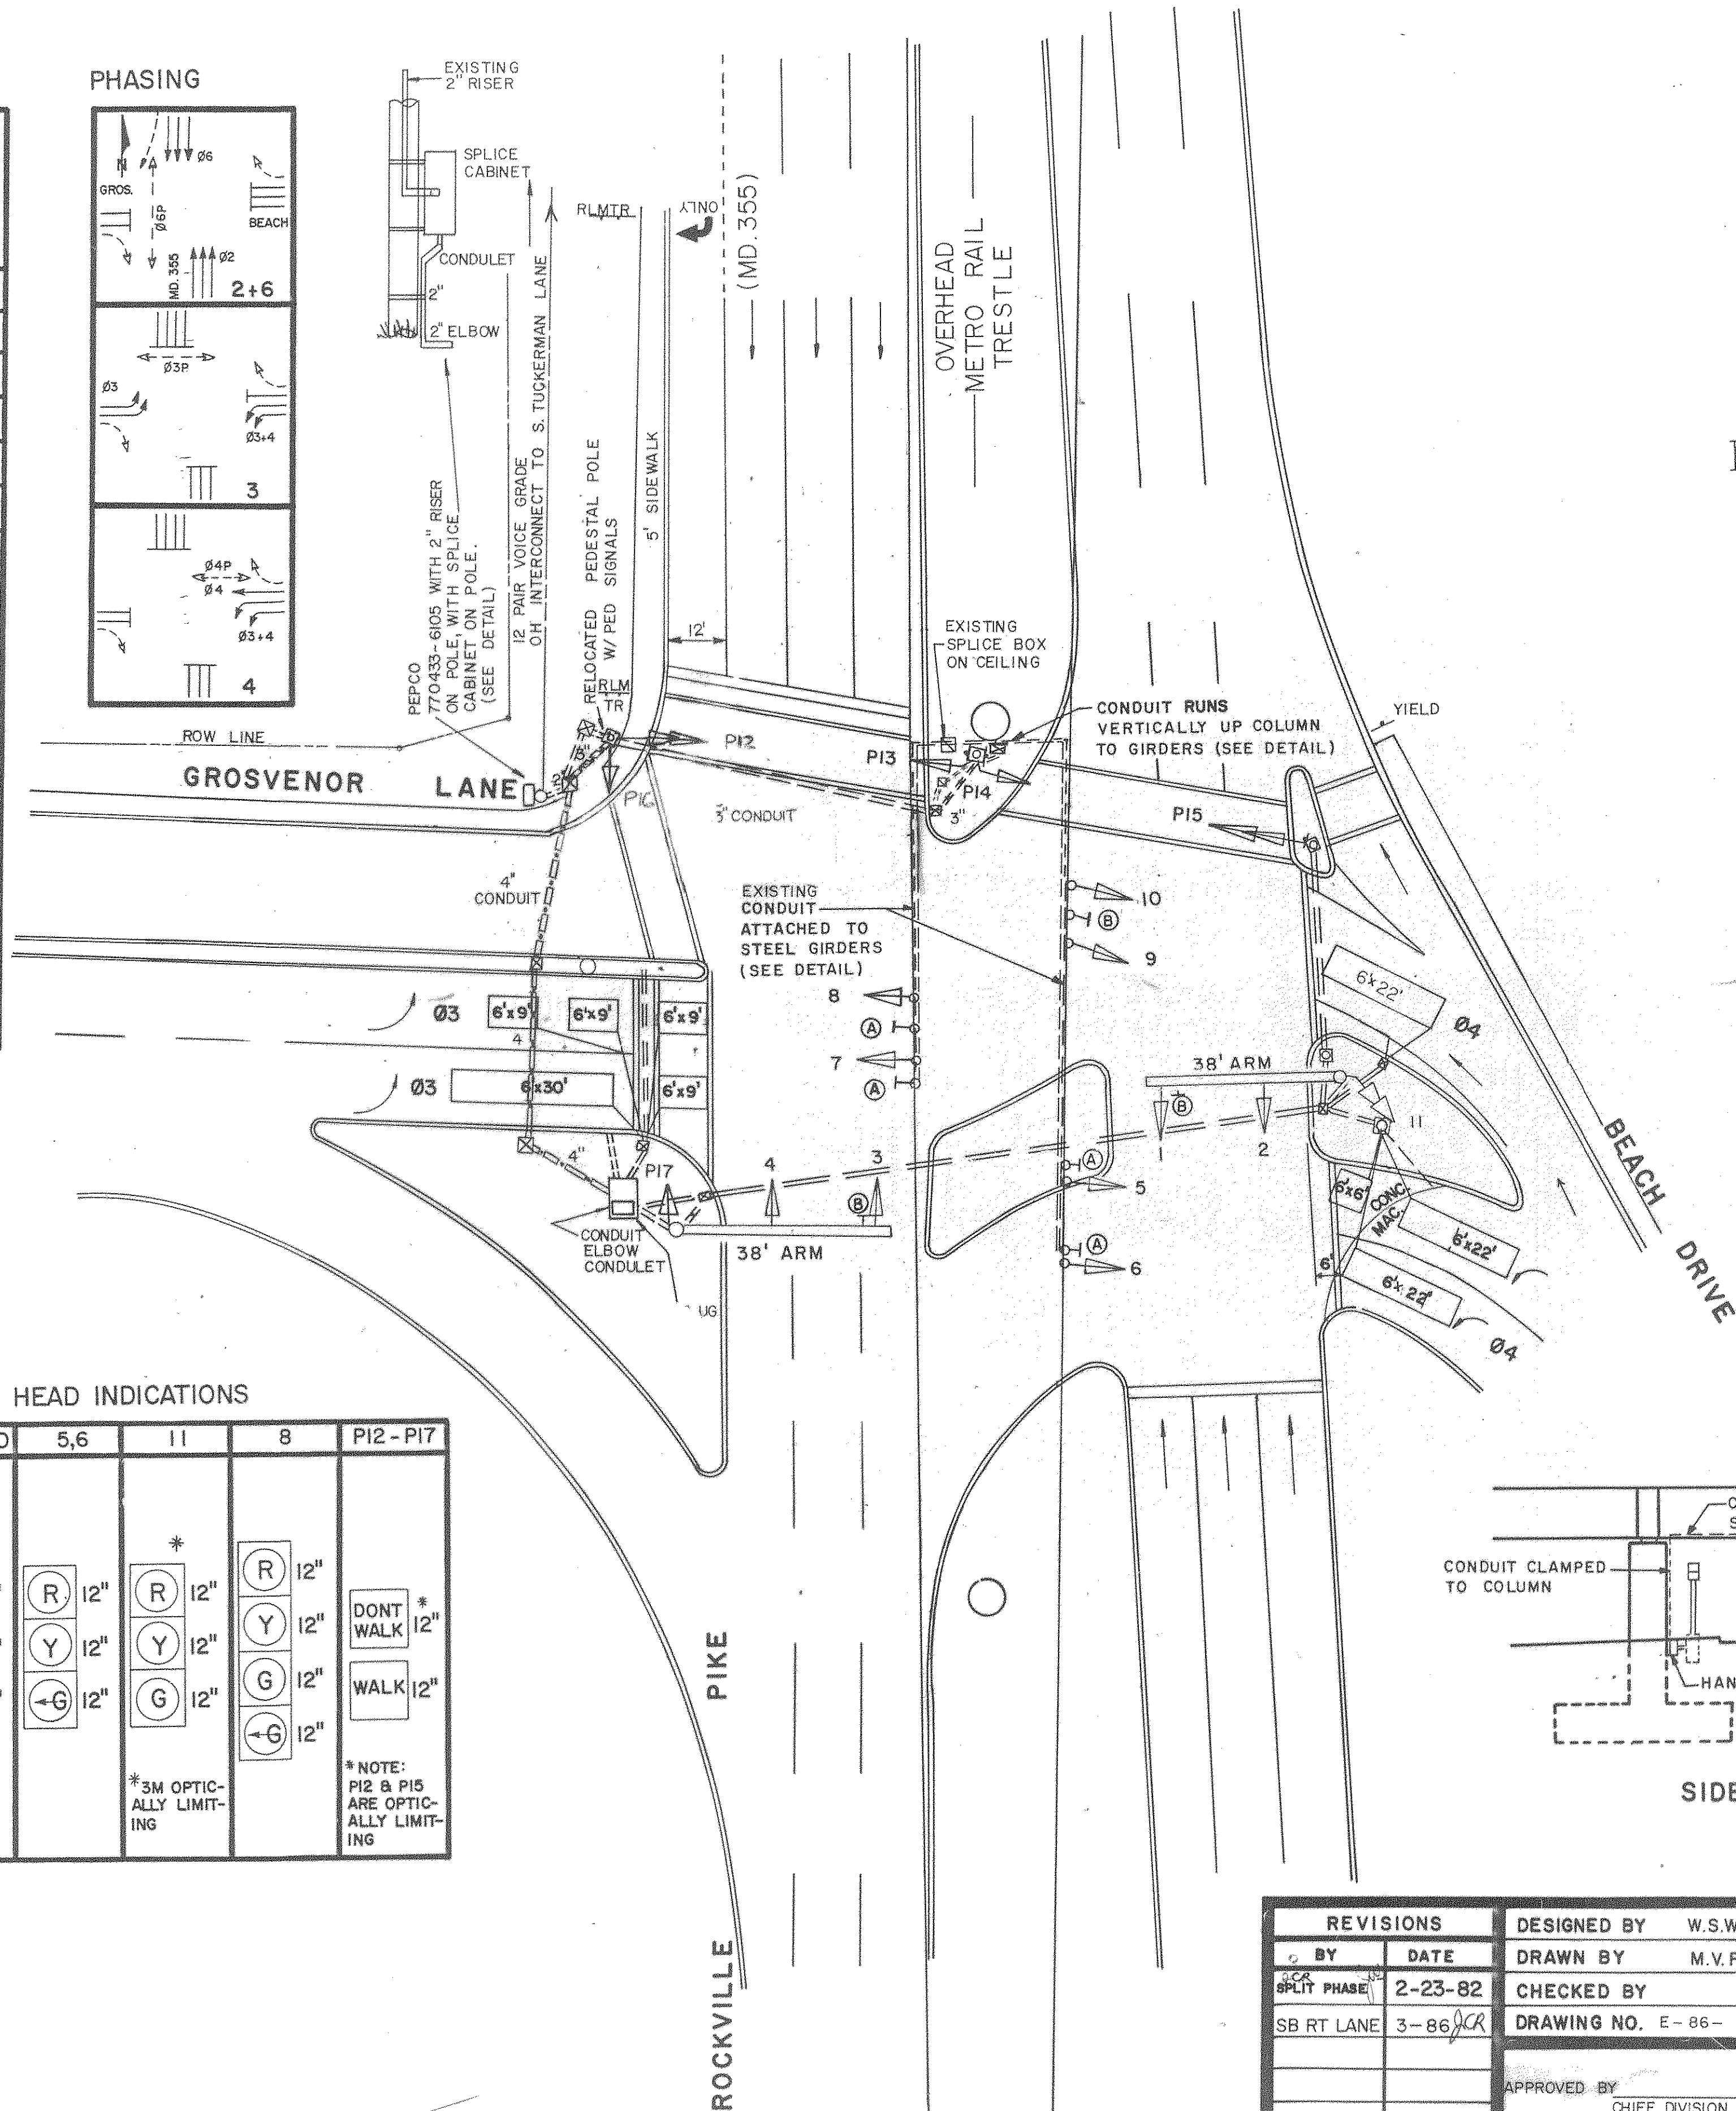 PHASING
N
Ø6
GROS.
Ø6P
BEACH
MD. 355
Ø2
2+6
Ø3P
Ø3
Ø3+4
3
Ø4P
Ø4
Ø3+4
4
EXISTING
2" RISER
SPLICE
CABINET
CONDULET
2"
2" ELBOW
RLMTR
ONLY
(MD. 355)
OVERHEAD
METRO RAIL
TRESTLE
PEPCO
770433-6105 WITH 2" RISER
ON POLE, WITH SPLICE
CABINET ON POLE.
(SEE DETAIL)
12 PAIR VOICE GRADE
OH INTERCONNECT TO S. TUCKERMAN LANE
RELOCATED PEDESTAL POLE
W/ PED SIGNALS
5' SIDEWALK
12'
RLM
TR
ROW LINE
GROSVENOR LANE
3"
2"
P12
P16
3" CONDUIT
EXISTING
SPLICE BOX
ON CEILING
P13
P14
3"
CONDUIT RUNS
VERTICALLY UP COLUMN
TO GIRDERS (SEE DETAIL)
YIELD
P15
4"
CONDUIT
EXISTING
CONDUIT
ATTACHED TO
STEEL GIRDERS
(SEE DETAIL)
10
B
9
8
A
7
A
6'x22'
Ø4
Ø3
6'x9'
6'x9'
6'x9'
4
Ø3
6'x30'
6'x9'
38' ARM
B
2
11
4"
P17
4
3
B
38' ARM
A
5
A
6
CONDUIT
ELBOW
CONDULET
UG
6'x6'
CONC
MAC.
6'x22'
6'
6'x22'
Ø4
BEACH DRIVE
HEAD INDICATIONS
5,6
11
8
P12-P17
R 12"
Y 12"
G 12"
*
R 12"
Y 12"
G 12"
*3M OPTIC-
ALLY LIMIT-
ING
R 12"
Y 12"
G 12"
G 12"
DONT
WALK
*
12"
WALK 12"
*NOTE:
P12 & P15
ARE OPTIC-
ALLY LIMIT-
ING
ROCKVILLE PIKE
CONDUIT CLAMPED
TO COLUMN
HAN
SIDE
REVISIONS
BY DATE
JCR
SPLIT PHASE 2-23-82
SB RT LANE 3-86 JCR
DESIGNED BY W.S.W
DRAWN BY M.V.F
CHECKED BY
DRAWING NO. E-86-
APPROVED BY
CHIEF DIVISION